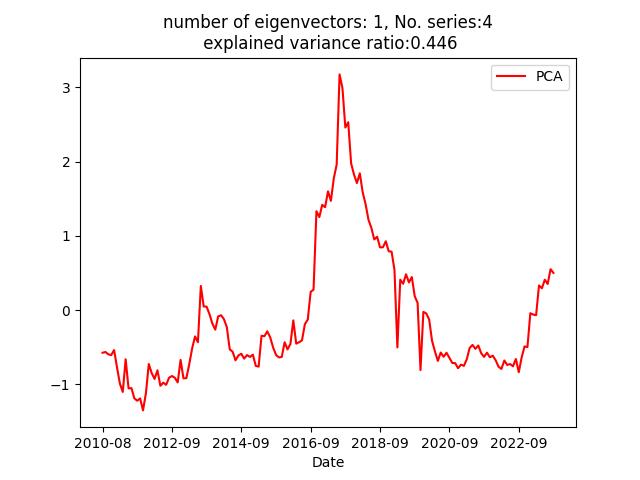 number of eigenvectors: 1, No. series:4
explained variance ratio:0.446
PCA
3
2
1
0
−1
2010-08 2012-09 2014-09 2016-09 2018-09 2020-09 2022-09
Date